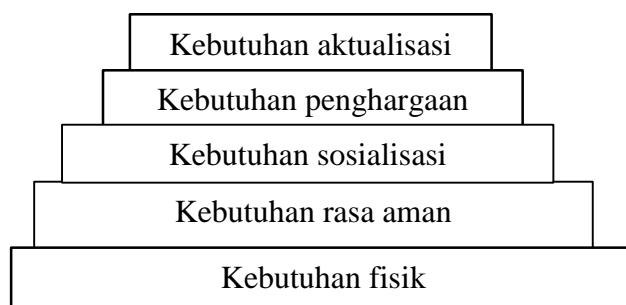 Kebutuhan aktualisasi
Kebutuhan penghargaan
Kebutuhan sosialisasi
Kebutuhan rasa aman
Kebutuhan fisik